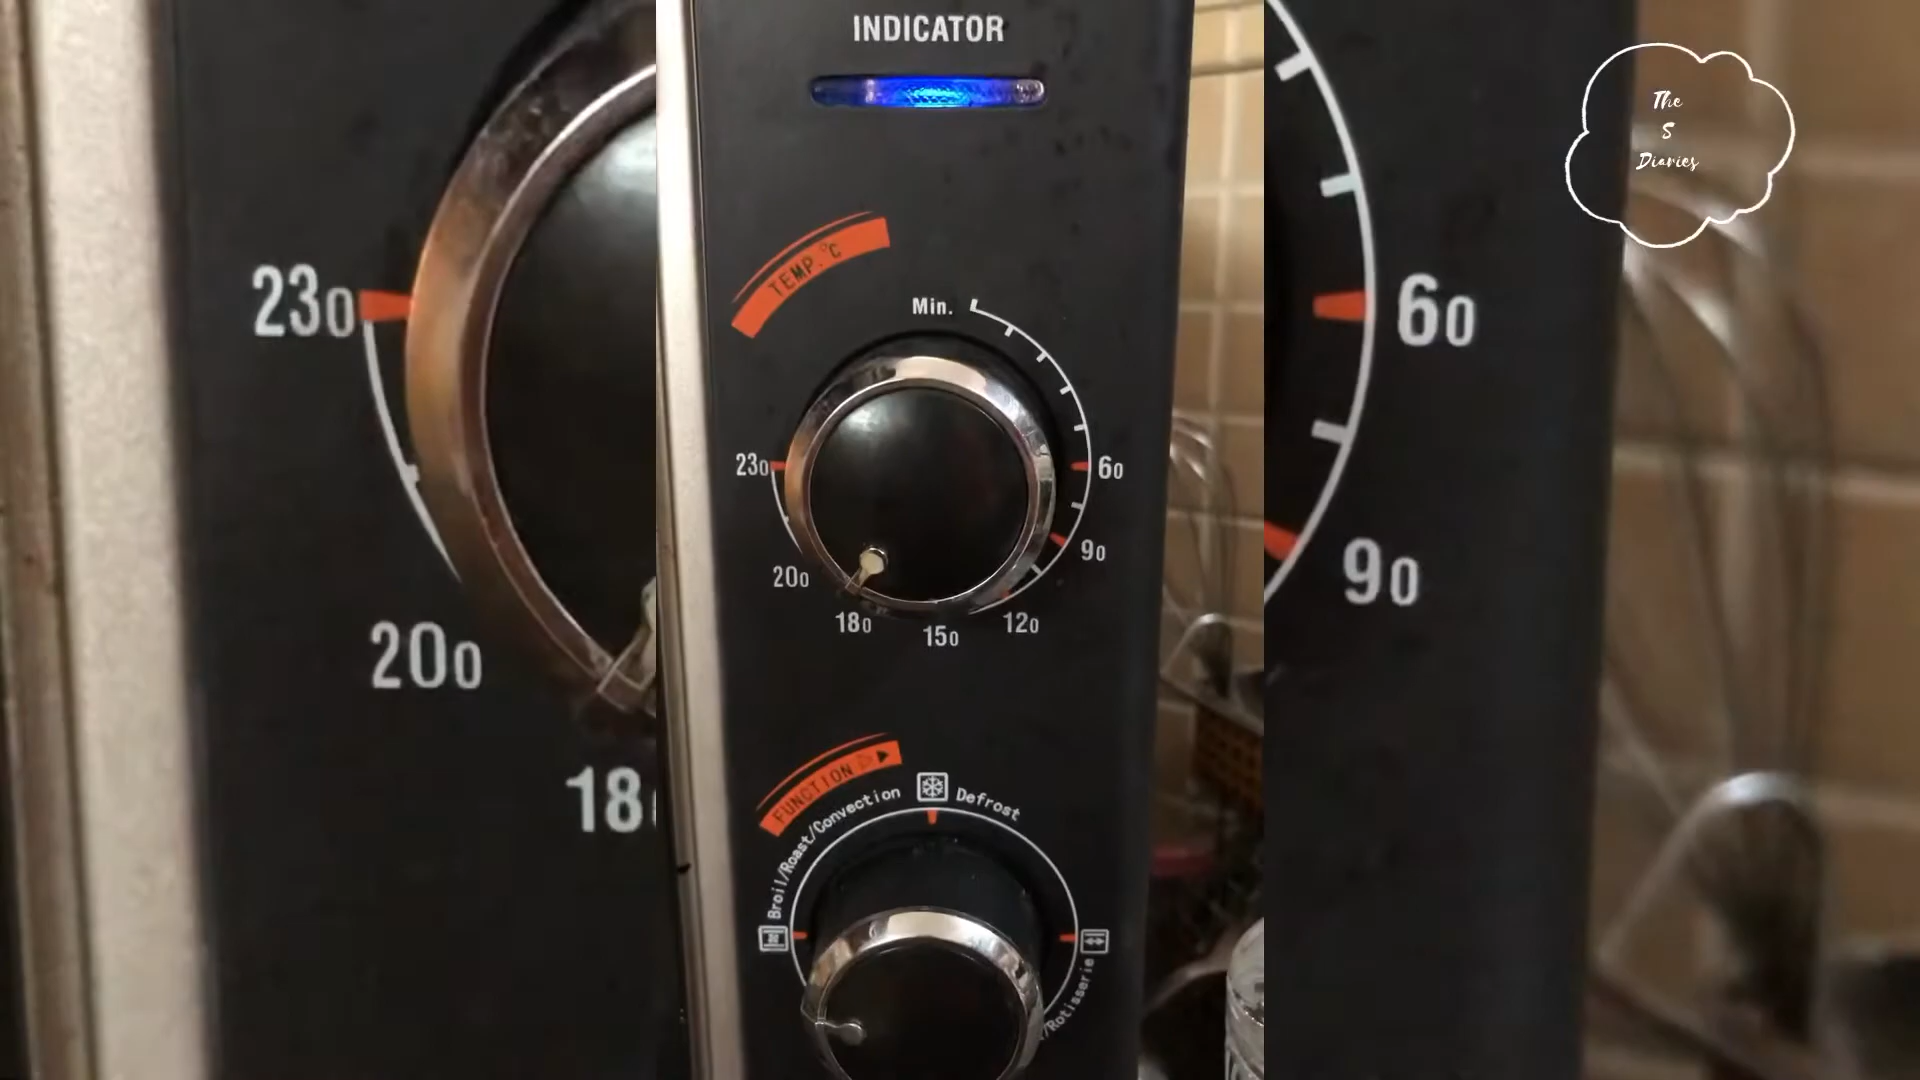 INDICATOR
The
S
Diaries
TEMP.°C
Min.
230
60
90
200
180
150
120
230
60
90
200
18
FUNCTION
Broil/Roast/Convection
Defrost
/Rotisserie